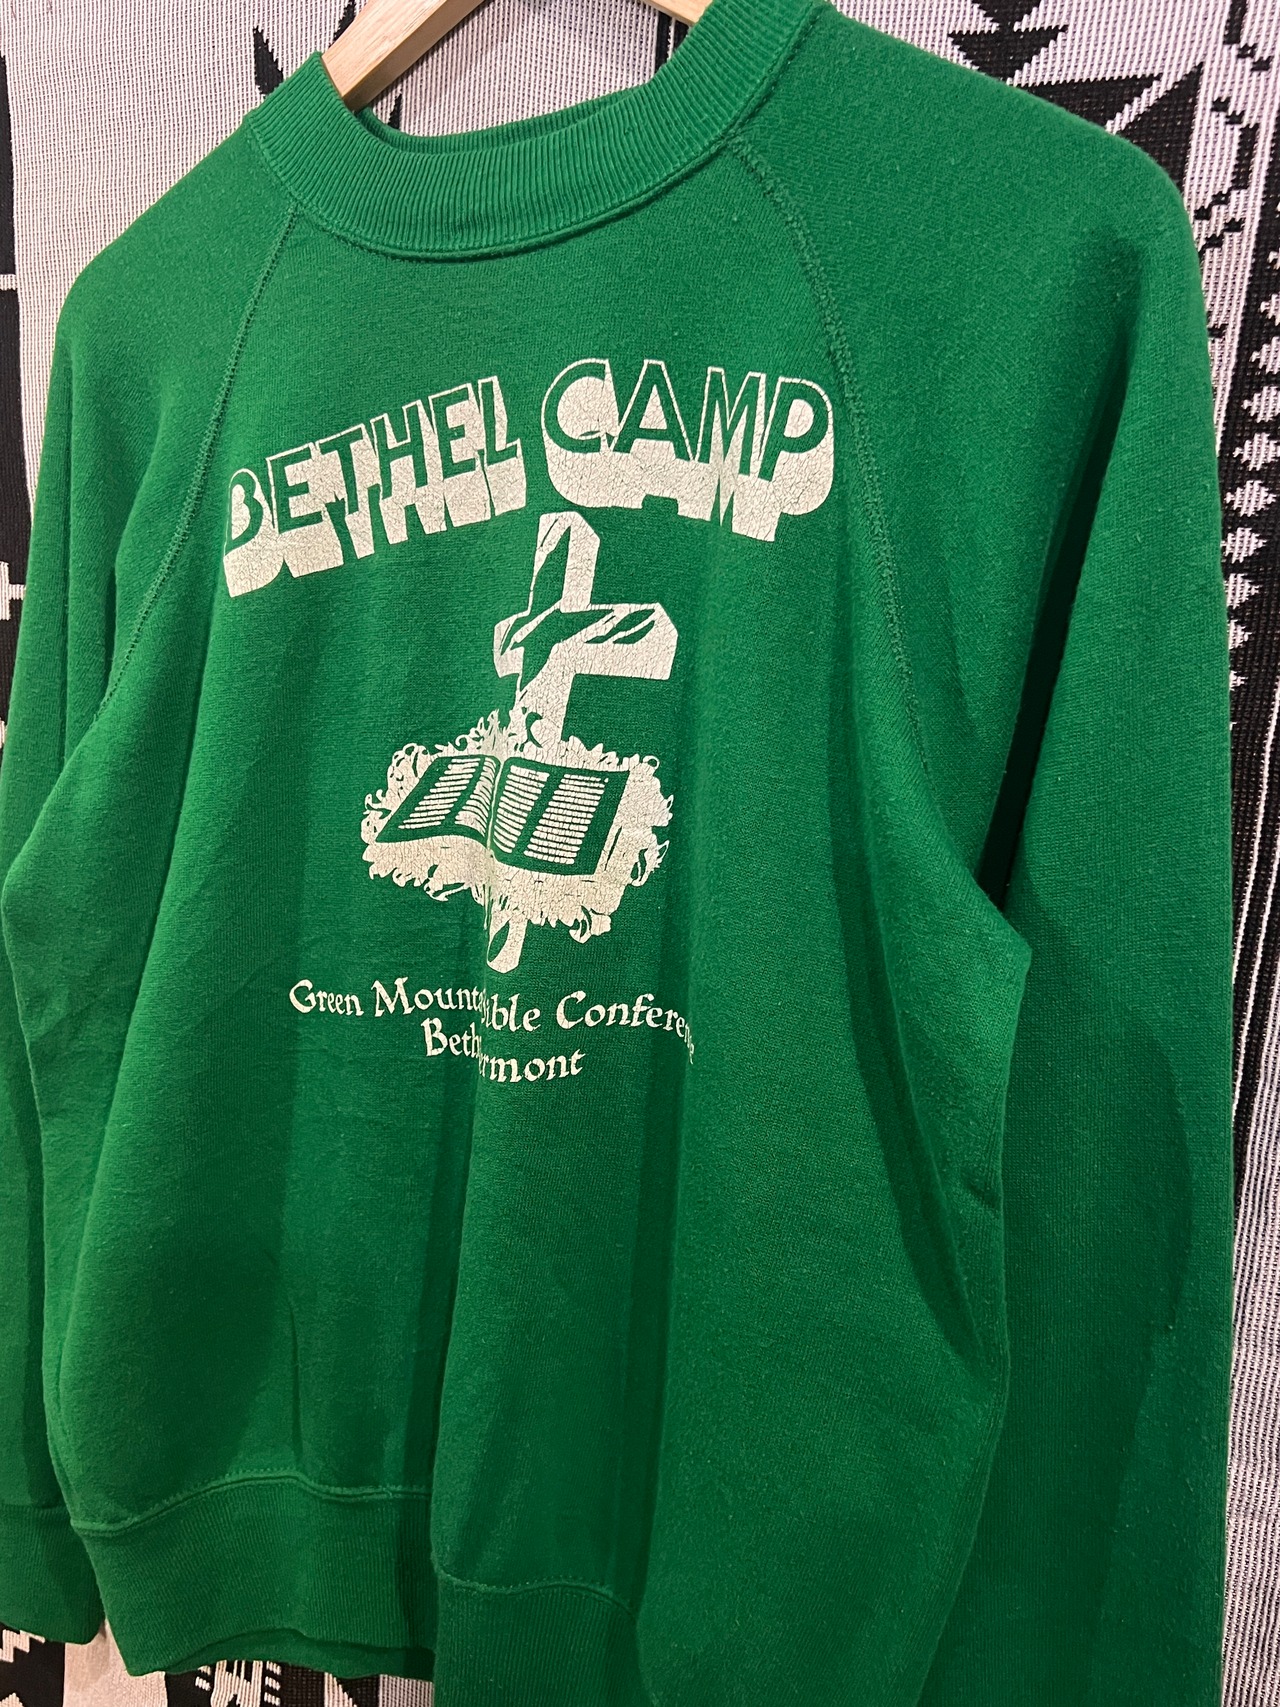 BETHEL CAMP
Green Mount ible Conferen
Beth rmont